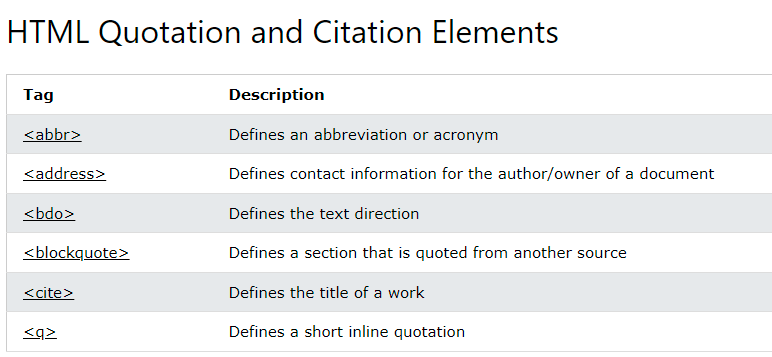 HTML Quotation and Citation Elements
Tag Description
<abbr> Defines an abbreviation or acronym
<address> Defines contact information for the author/owner of a document
<bdo> Defines the text direction
<blockquote> Defines a section that is quoted from another source
<cite> Defines the title of a work
<q> Defines a short inline quotation